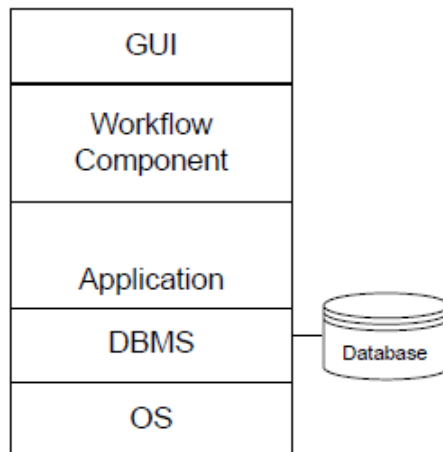 GUI
Workflow
Component
Application
DBMS
Database
OS